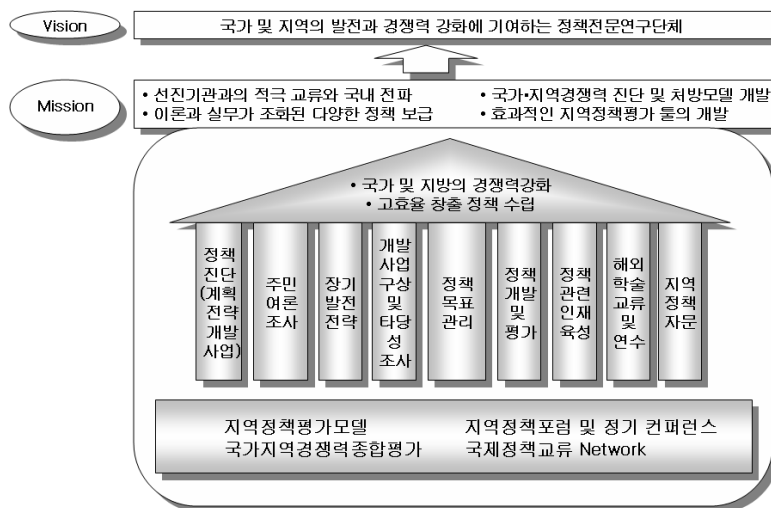 Vision
국가 및 지역의 발전과 경쟁력 강화에 기여하는 정책전문연구단체
Mission
• 선진기관과의 적극 교류와 국내 전파
• 이론과 실무가 조화된 다양한 정책 보급
• 국가•지역경쟁력 진단 및 처방모델 개발
• 효과적인 지역정책평가 툴의 개발
• 국가 및 지방의 경쟁력강화
• 고효율 창출 정책 수립
정책
진단
(계획
전략
개발
사업)
주민
여론
조사
장기
발전
전략
개발
사업
구상
및
타당
성
조사
정책
목표
관리
정책
개발
및
평가
정책
관련
인재
육성
해외
학술
교류
및
연수
지역
정책
자문
지역정책평가모델
국가지역경쟁력종합평가
지역정책포럼 및 정기 컨퍼런스
국제정책교류 Network